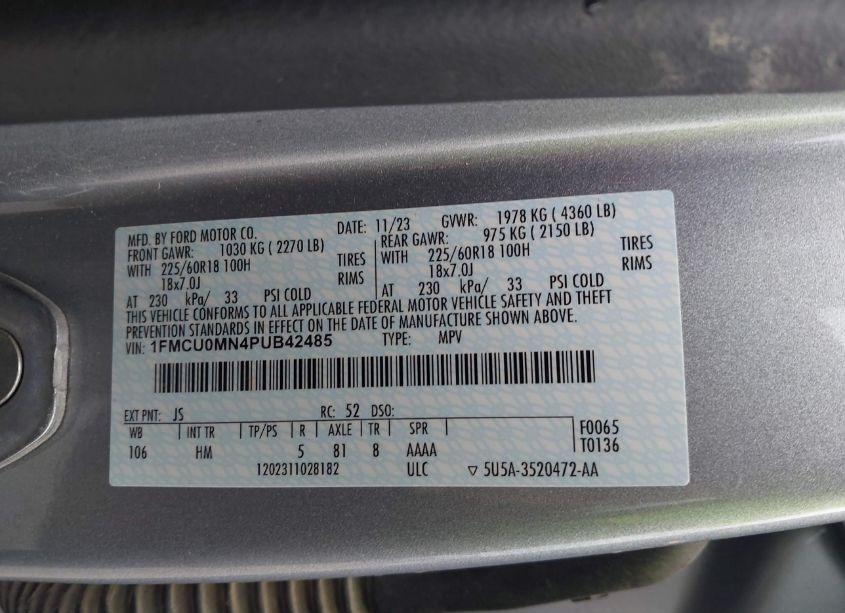 MFD. BY FORD MOTOR CO. DATE: 11/23 GVWR: 1978 KG ( 4360 LB)
FRONT GAWR: 1030 KG ( 2270 LB) REAR GAWR: 975 KG ( 2150 LB)
WITH 225/60R18 100H TIRES WITH 225/60R18 100H TIRES
18x7.0J RIMS 18x7.0J RIMS
AT 230 kPa/ 33 PSI COLD AT 230 kPa/ 33 PSI COLD
THIS VEHICLE CONFORMS TO ALL APPLICABLE FEDERAL MOTOR VEHICLE SAFETY AND THEFT
PREVENTION STANDARDS IN EFFECT ON THE DATE OF MANUFACTURE SHOWN ABOVE.
VIN: 1FMCU0MN4PUB42485 TYPE: MPV
EXT PNT: JS RC: 52 DSO:
WB INT TR TP/PS R AXLE TR SPR F0065
106 HM 5 81 8 AAAA T0136
1202311028182 ULC ▽ 5U5A-3520472-AA